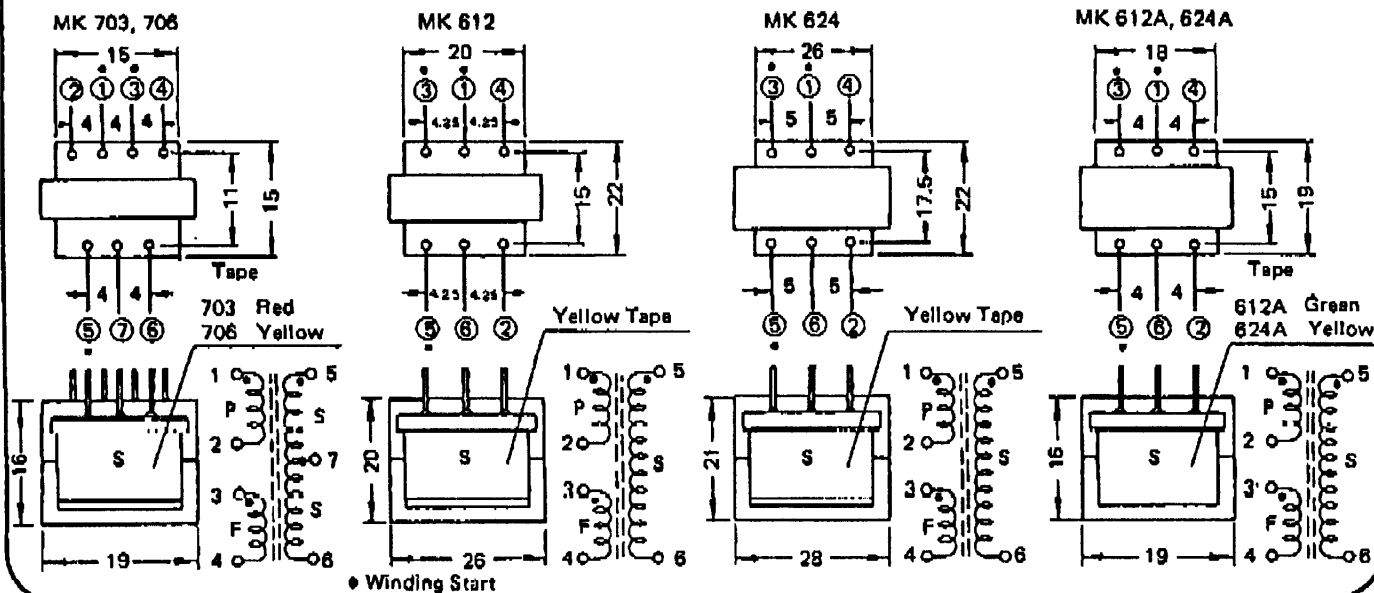 MK 703, 706
15
② ① ③ ④
4 4 4
11
15
4 4
⑤ ⑦ ⑥
Tape
703 Red
706 Yellow
S
16
19
1
P
2
3
F
4
5
S
7
S
6
MK 612
20
③ ① ④
4.25 4.25
15
22
4.25 4.25
⑤ ⑥ ②
Yellow Tape
S
20
26
1
P
2
3
F
4
5
S
6
MK 624
26
③ ① ④
5 5
17.5
22
5 5
⑤ ⑥ ②
Yellow Tape
S
21
28
1
P
2
3
F
4
5
S
6
MK 612A, 624A
18
③ ① ④
4 4
15
19
4 4
⑤ ⑥ ②
Tape
612A Green
624A Yellow
S
16
19
1
P
2
3
F
4
5
S
6
Winding Start